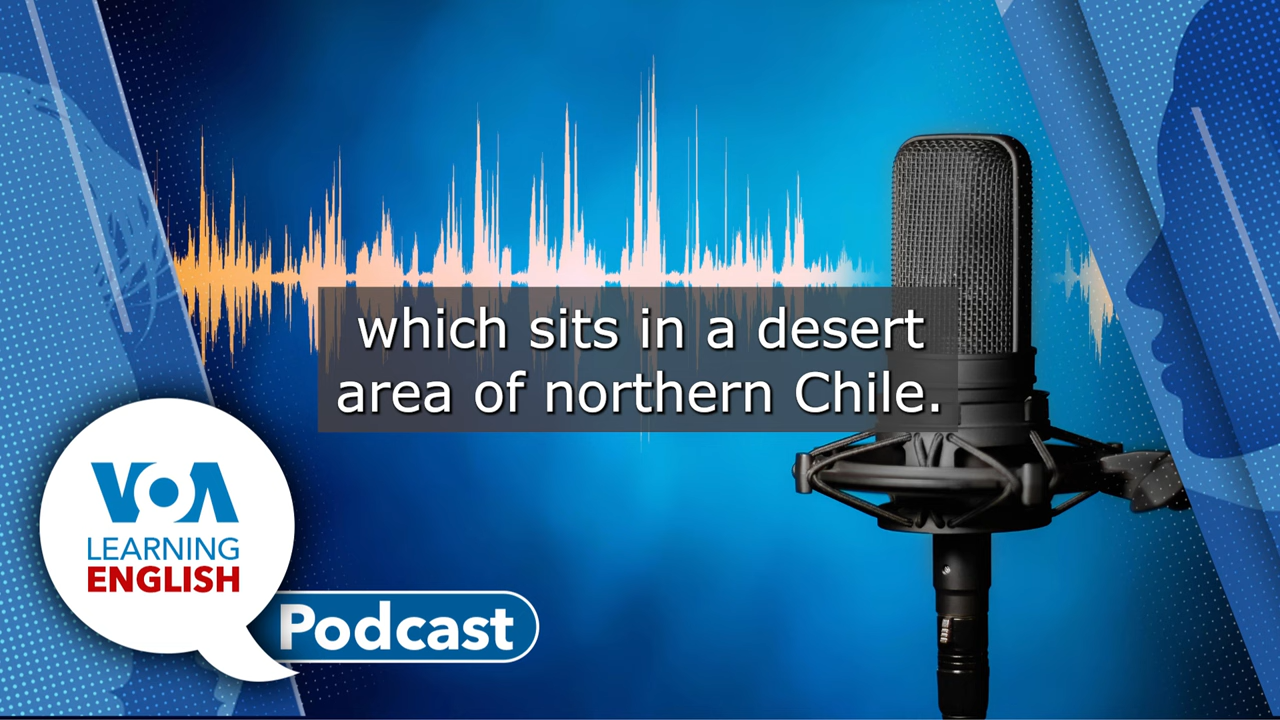 which sits in a desert
area of northern Chile.
VOA
LEARNING
ENGLISH
Podcast